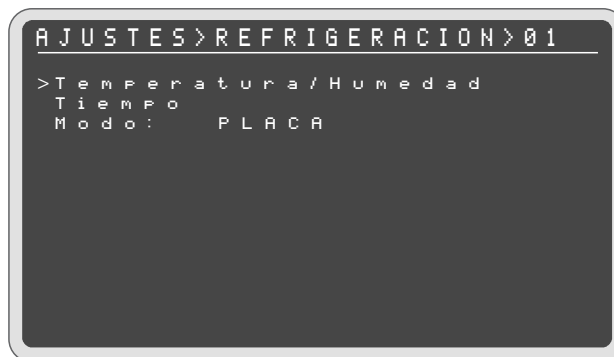 AJUSTES>REFRIGERACION>01
>Temperatura/Humedad
Tiempo
Modo: PLACA